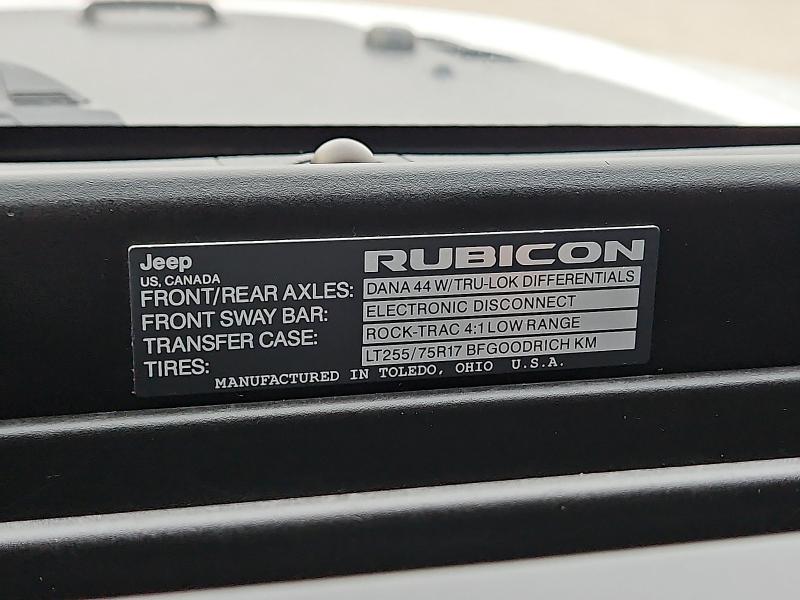 Jeep RUBICON
US, CANADA
FRONT/REAR AXLES: DANA 44 W/TRU-LOK DIFFERENTIALS
FRONT SWAY BAR: ELECTRONIC DISCONNECT
TRANSFER CASE: ROCK-TRAC 4:1 LOW RANGE
TIRES: LT255/75R17 BFGOODRICH KM
MANUFACTURED IN TOLEDO, OHIO U.S.A.